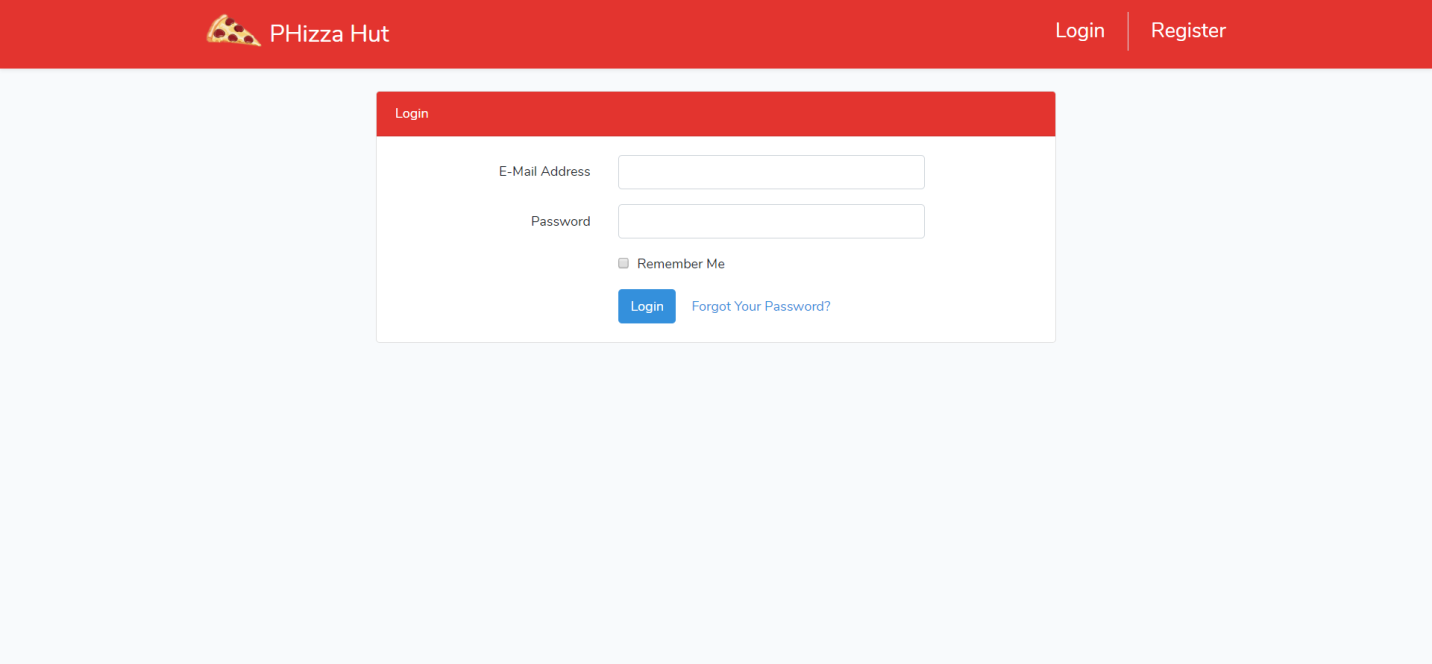 PHizza Hut
Login
Register
Login
E-Mail Address
Password
Remember Me
Login
Forgot Your Password?